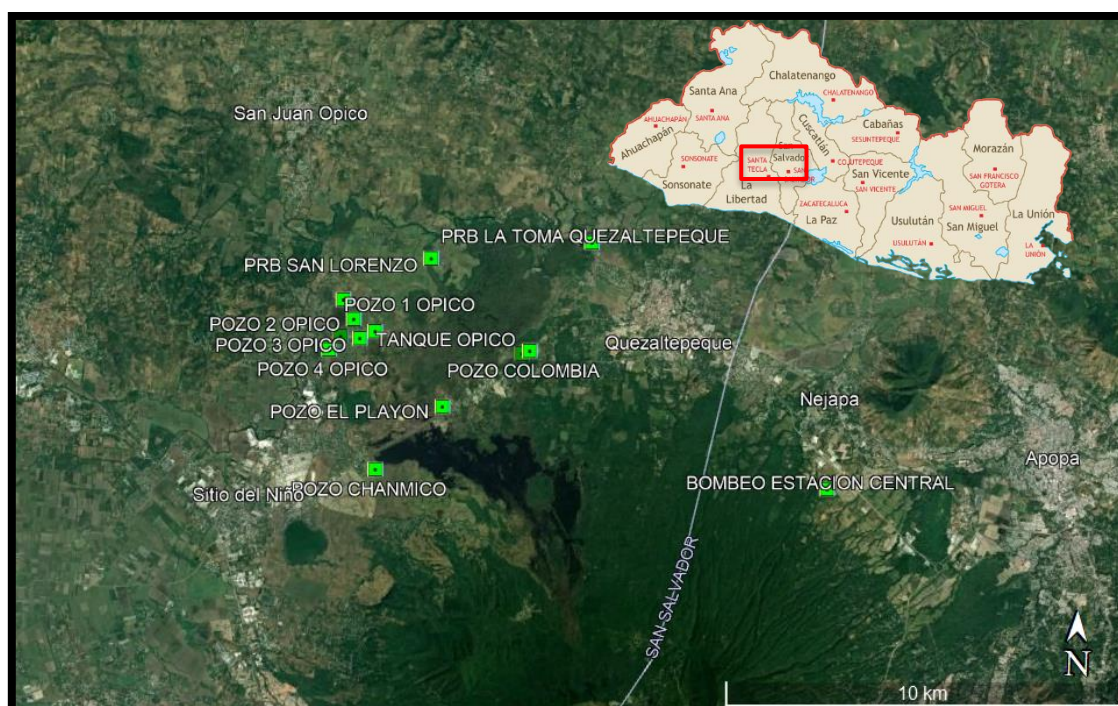 San Juan Opico
PRB LA TOMA QUEZALTEPEQUE
PRB SAN LORENZO
POZO 1 OPICO
POZO 2 OPICO
TANQUE OPICO
POZO 3 OPICO
POZO 4 OPICO
POZO COLOMBIA
Quezaltepeque
POZO EL PLAYON
Nejapa
Apopa
POZO CHANMICO
Sitio del Niño
BOMBEO ESTACION CENTRAL
SAN-SALVADOR
N
10 km
Chalatenango
CHALATENANGO
Santa Ana
SANTA ANA
Cuscatlán
Cabañas
SESUNTEPEQUE
AHUACHAPÁN
Ahuachapán
Morazán
SONSONATE
SANTA
TECLA
Salvado
COJUTEPEQUE
San Vicente
SAN VICENTE
SAN FRANCISCO
GOTERA
Sonsonate
La
Libertad
ZACATECALUCA
La Paz
Usulután
USULUTÁN
SAN MIGUEL
San Miguel
La Unión
LA
UNIÓN